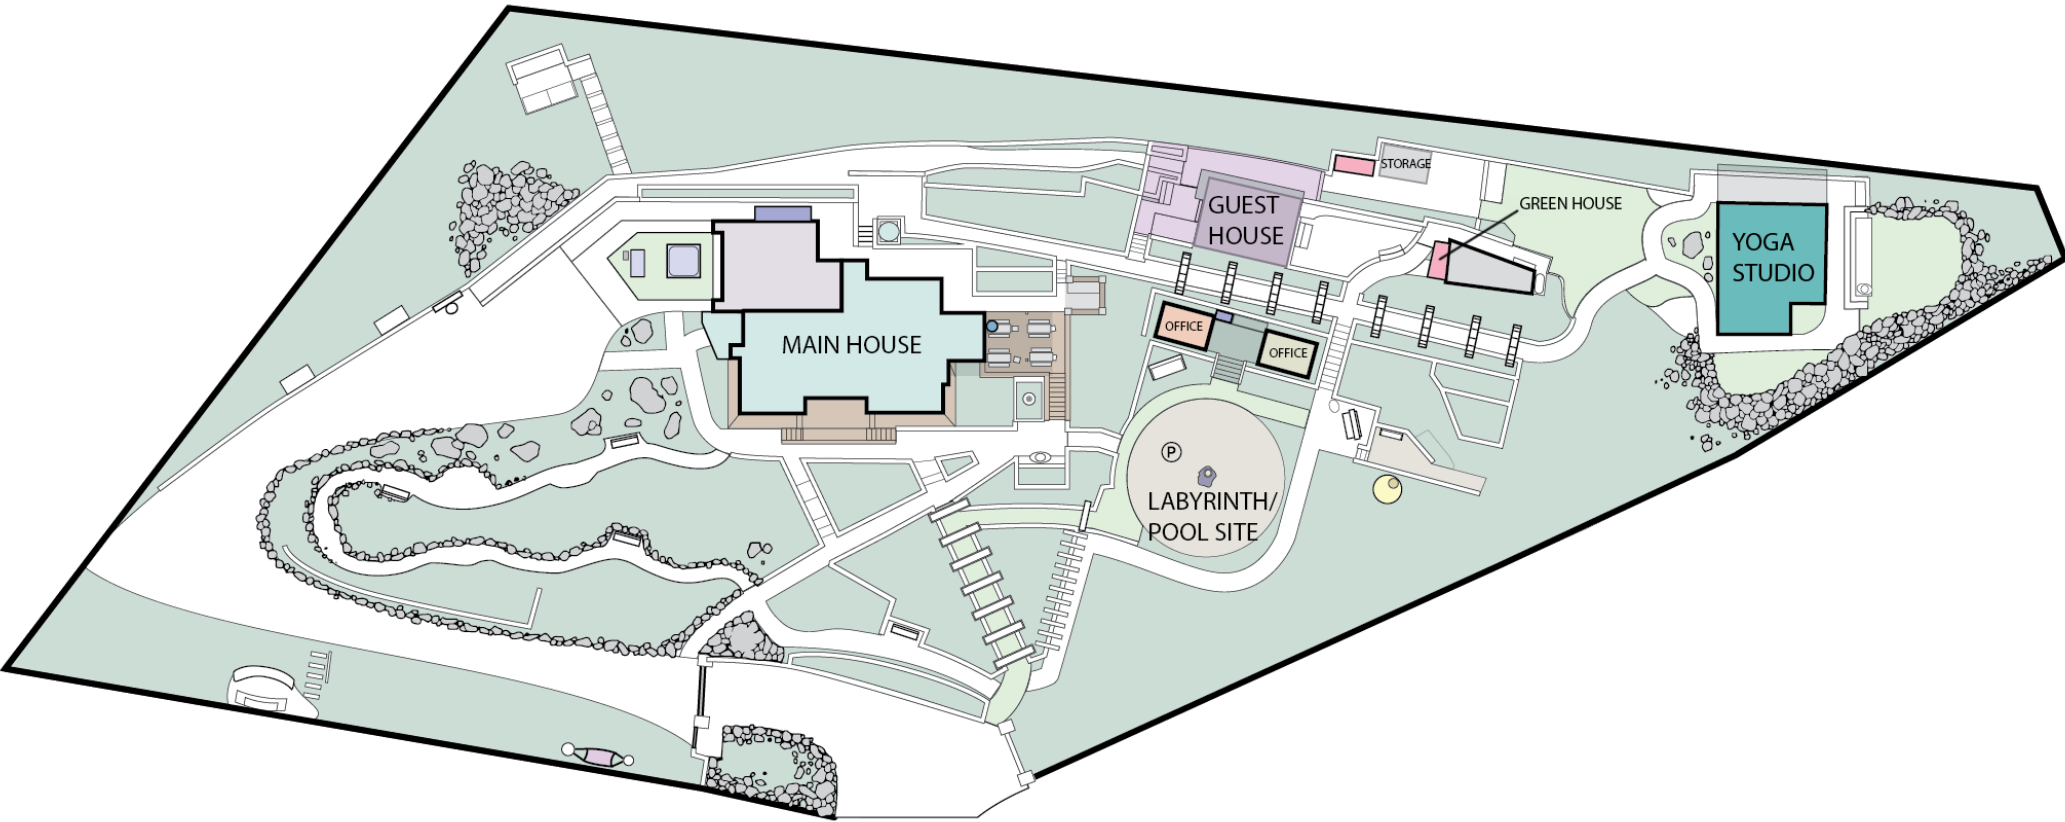 STORAGE
GUEST
HOUSE
GREEN HOUSE
YOGA
STUDIO
OFFICE
OFFICE
MAIN HOUSE
P
LABYRINTH/
POOL SITE